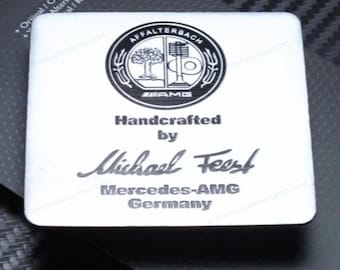 AFFALTERBACH
AMG
Handcrafted
by
Michael Feest
Mercedes-AMG
Germany